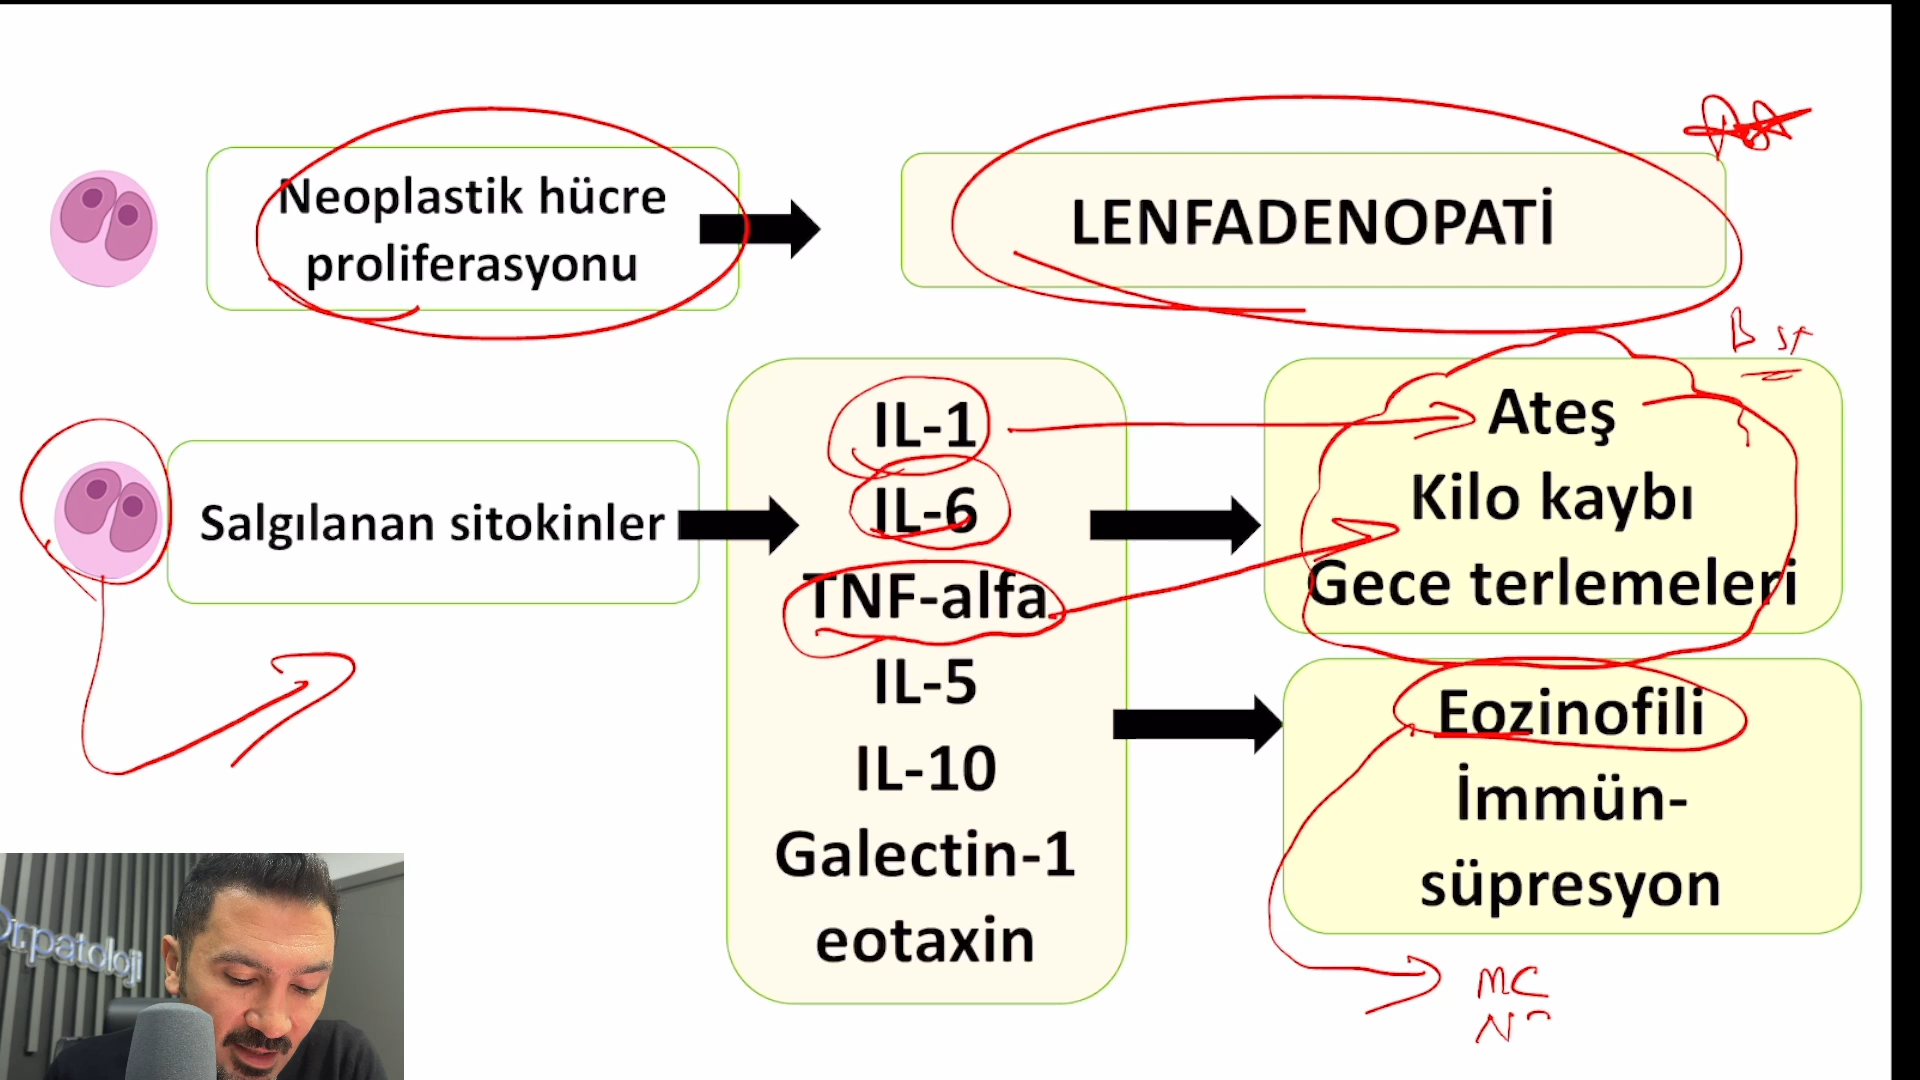 Neoplastik hücre
proliferasyonu
LENFADENOPATİ
B
Salgılanan sitokinler
IL-1
IL-6
TNF-alfa
IL-5
IL-10
Galectin-1
eotaxin
Ateş
Kilo kaybı
Gece terlemeleri
Eozinofili
İmmün-
süpresyon
MC
Drpatoloji